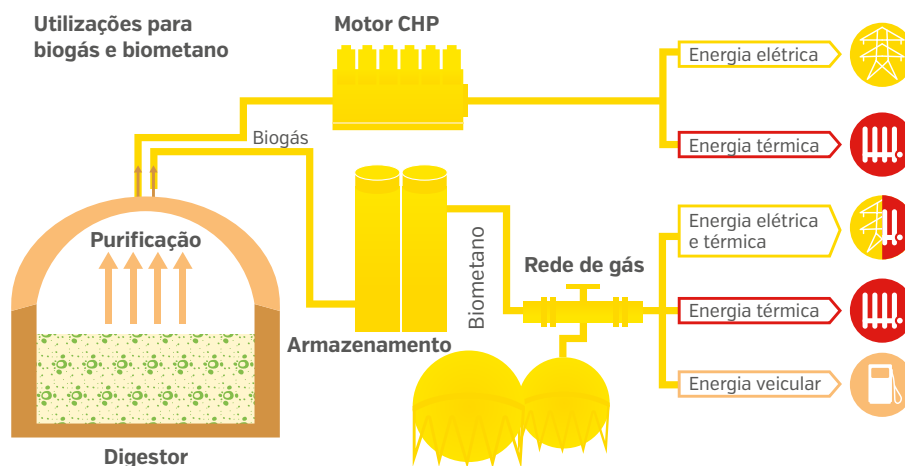 Utilizações para
biogás e biometano
Motor CHP
Energia elétrica
Biogás
Energia térmica
Purificação
Energia elétrica
e térmica
Biometano
Rede de gás
Energia térmica
Armazenamento
Energia veicular
Digestor